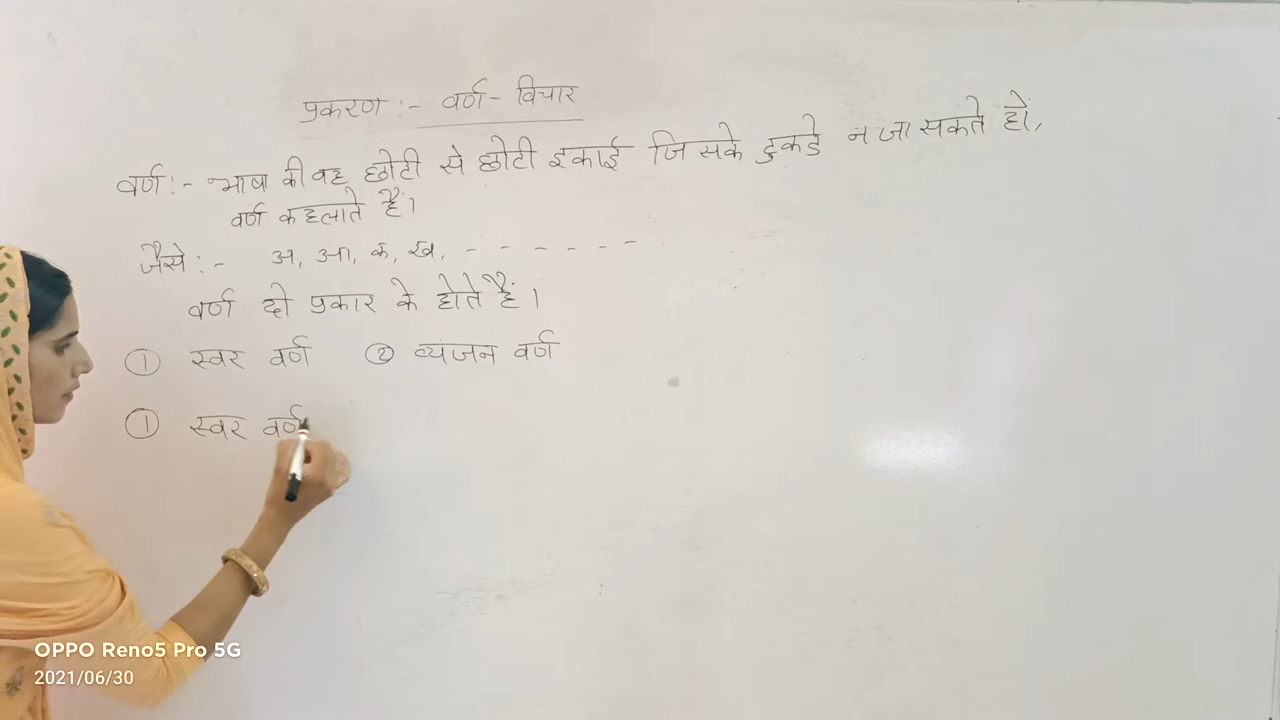 प्रकरण :- वर्ण - विचार
वर्ण :- भाषा की वह छोटी से छोटी इकाई जिसके टुकडे न जा सकते हों,
वर्ण कहलाते हैं।
जैसे :- अ, आ, क, ख, - - - - - -
वर्ण दो प्रकार के होते हैं।
① स्वर वर्ण ② व्यंजन वर्ण
① स्वर वर्ण
OPPO Reno5 Pro 5G
2021/06/30